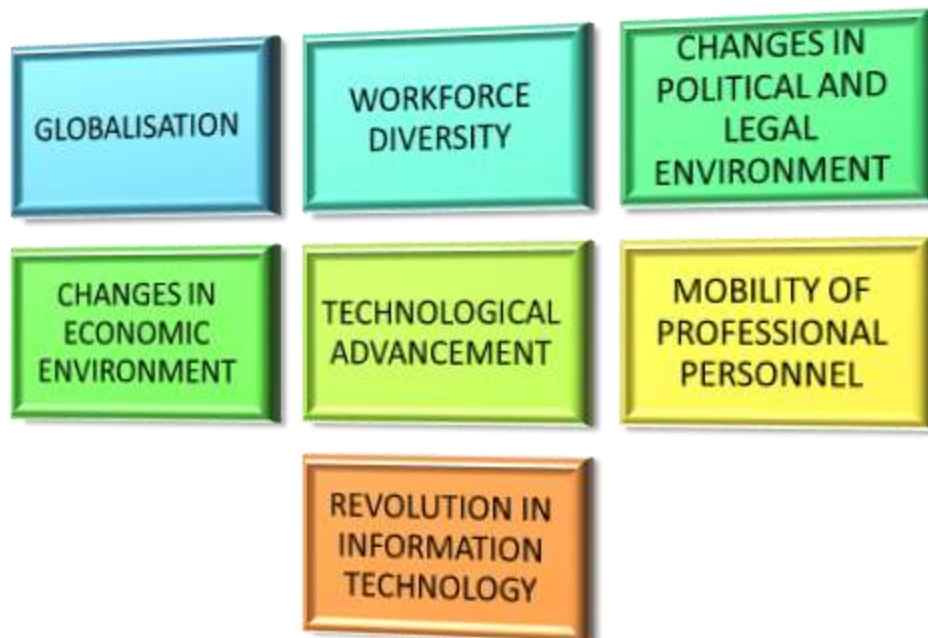 GLOBALISATION
WORKFORCE
DIVERSITY
CHANGES IN
POLITICAL AND
LEGAL
ENVIRONMENT
CHANGES IN
ECONOMIC
ENVIRONMENT
TECHNOLOGICAL
ADVANCEMENT
MOBILITY OF
PROFESSIONAL
PERSONNEL
REVOLUTION IN
INFORMATION
TECHNOLOGY